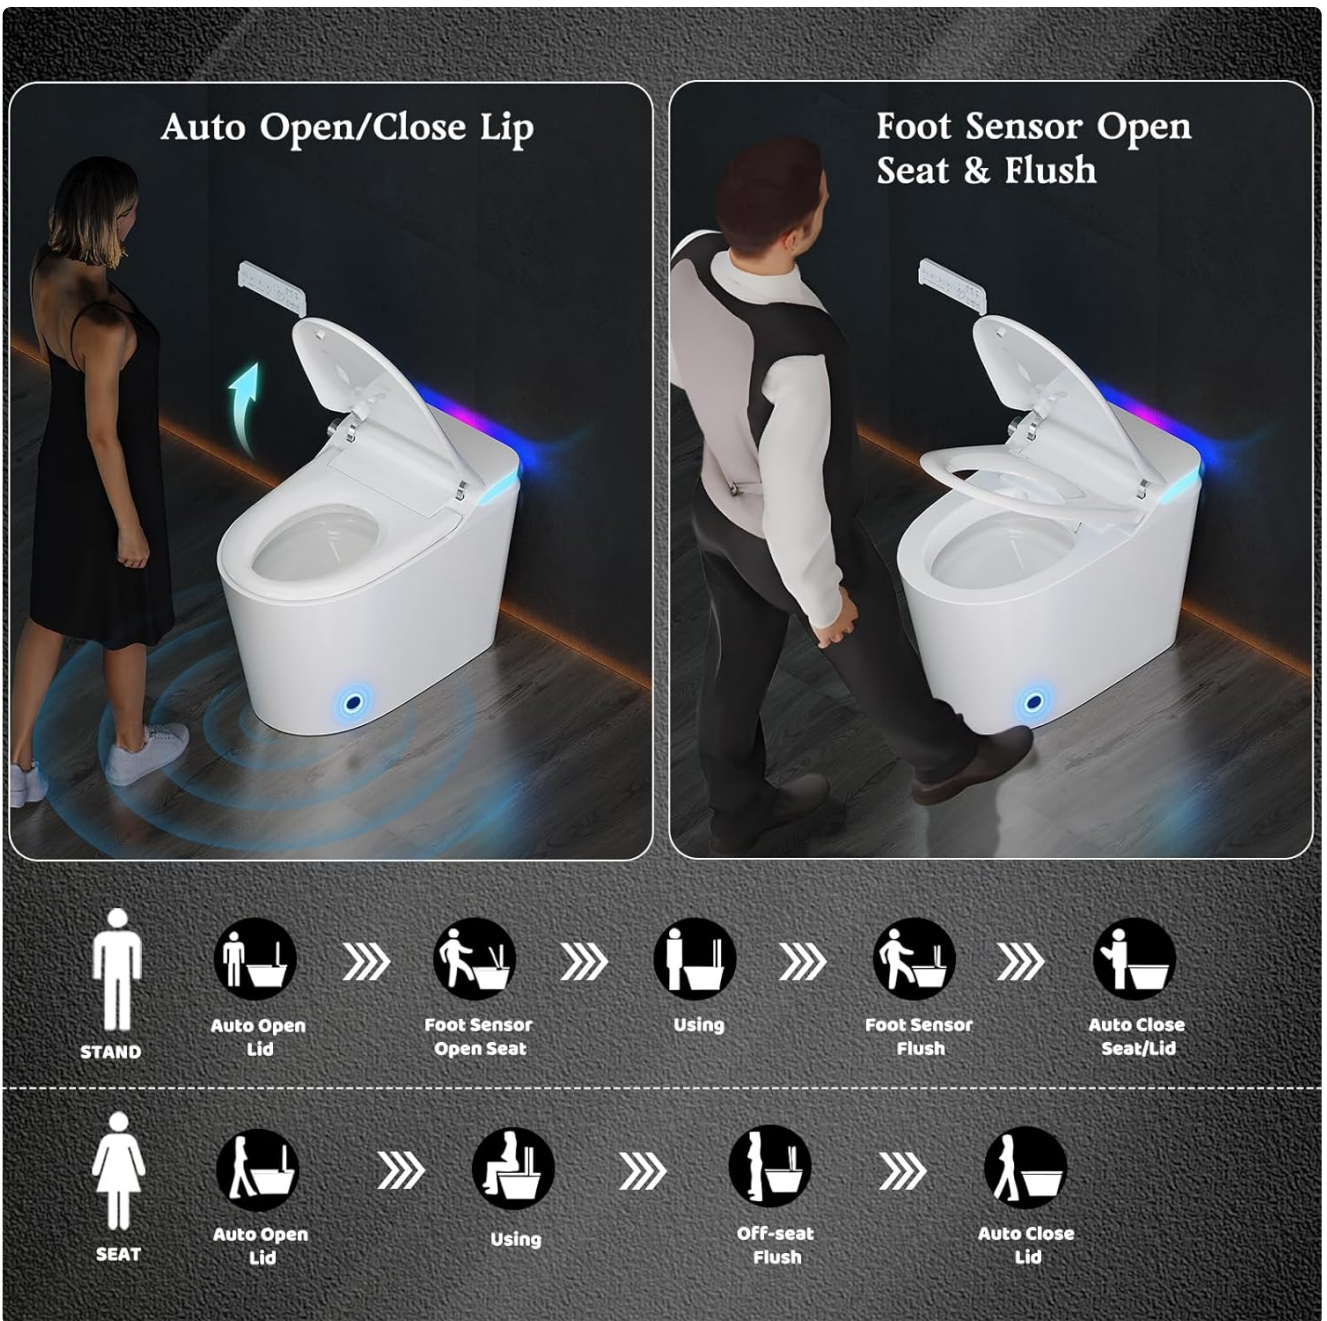 Auto Open/Close Lip
Foot Sensor Open
Seat & Flush
STAND
Auto Open
Lid
Foot Sensor
Open Seat
Using
Foot Sensor
Flush
Auto Close
Seat/Lid
SEAT
Auto Open
Lid
Using
Off-seat
Flush
Auto Close
Lid